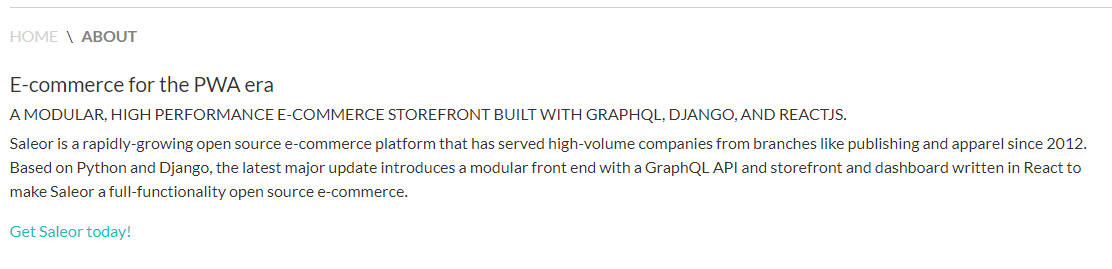 HOME \ ABOUT
E-commerce for the PWA era
A MODULAR, HIGH PERFORMANCE E-COMMERCE STOREFRONT BUILT WITH GRAPHQL, DJANGO, AND REACTJS.
Saleor is a rapidly-growing open source e-commerce platform that has served high-volume companies from branches like publishing and apparel since 2012.
Based on Python and Django, the latest major update introduces a modular front end with a GraphQL API and storefront and dashboard written in React to
make Saleor a full-functionality open source e-commerce.
Get Saleor today!